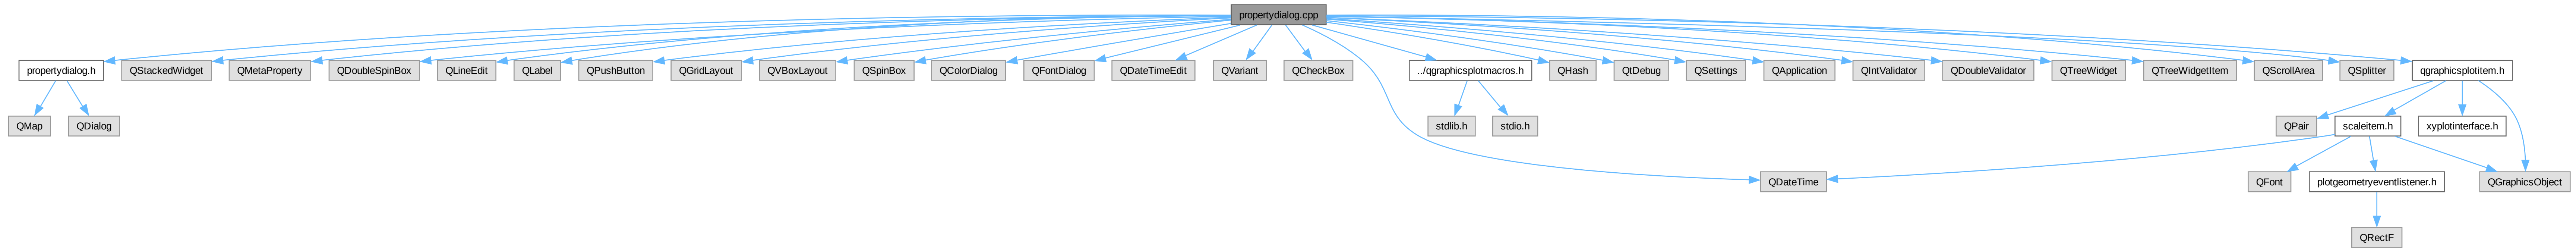 propertydialog.cpp
propertydialog.h
QStackedWidget
QMetaProperty
QDoubleSpinBox
QLineEdit
QLabel
QPushButton
QGridLayout
QVBoxLayout
QSpinBox
QColorDialog
QFontDialog
QDateTimeEdit
QVariant
QCheckBox
../qgraphicsplotmacros.h
QHash
QtDebug
QSettings
QApplication
QIntValidator
QDoubleValidator
QTreeWidget
QTreeWidgetItem
QScrollArea
QSplitter
qgraphicsplotitem.h
QMap
QDialog
stdlib.h
stdio.h
QPair
scaleitem.h
xyplotinterface.h
QDateTime
QFont
plotgeometryeventlistener.h
QGraphicsObject
QRectF